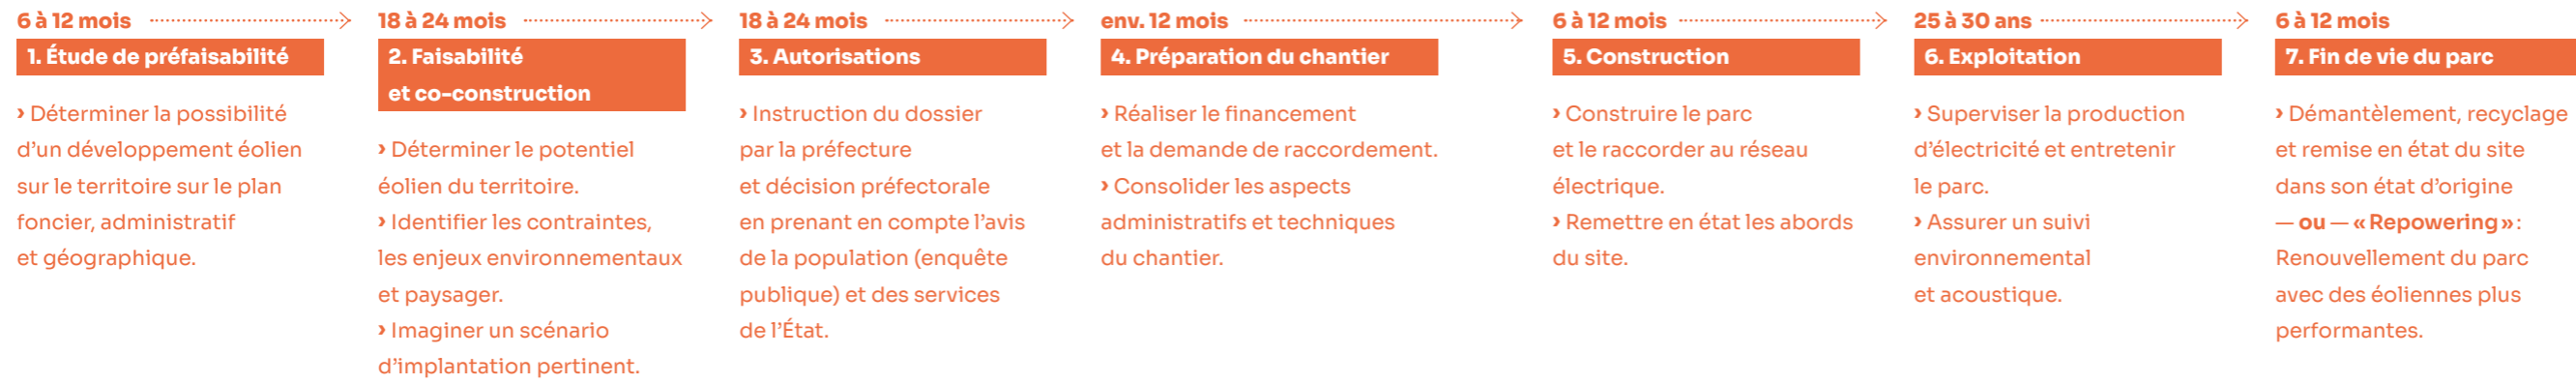 6 à 12 mois
1. Étude de préfaisabilité
› Déterminer la possibilité
d’un développement éolien
sur le territoire sur le plan
foncier, administratif
et géographique.
18 à 24 mois
2. Faisabilité
et co-construction
› Déterminer le potentiel
éolien du territoire.
› Identifier les contraintes,
les enjeux environnementaux
et paysager.
› Imaginer un scénario
d’implantation pertinent.
18 à 24 mois
3. Autorisations
› Instruction du dossier
par la préfecture
et décision préfectorale
en prenant en compte l’avis
de la population (enquête
publique) et des services
de l’État.
env. 12 mois
4. Préparation du chantier
› Réaliser le financement
et la demande de raccordement.
› Consolider les aspects
administratifs et techniques
du chantier.
6 à 12 mois
5. Construction
› Construire le parc
et le raccorder au réseau
électrique.
› Remettre en état les abords
du site.
25 à 30 ans
6. Exploitation
› Superviser la production
d’électricité et entretenir
le parc.
› Assurer un suivi
environnemental
et acoustique.
6 à 12 mois
7. Fin de vie du parc
› Démantèlement, recyclage
et remise en état du site
dans son état d’origine
— ou — « Repowering » :
Renouvellement du parc
avec des éoliennes plus
performantes.